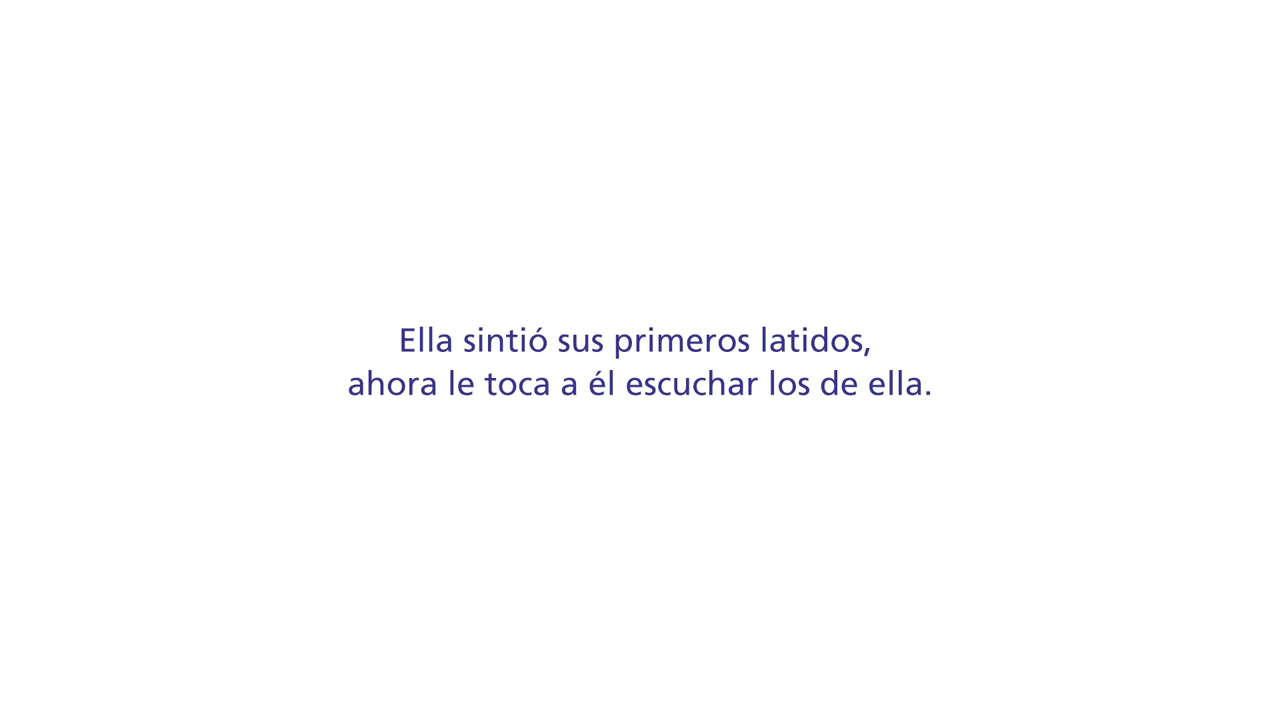 Ella sintió sus primeros latidos,
ahora le toca a él escuchar los de ella.